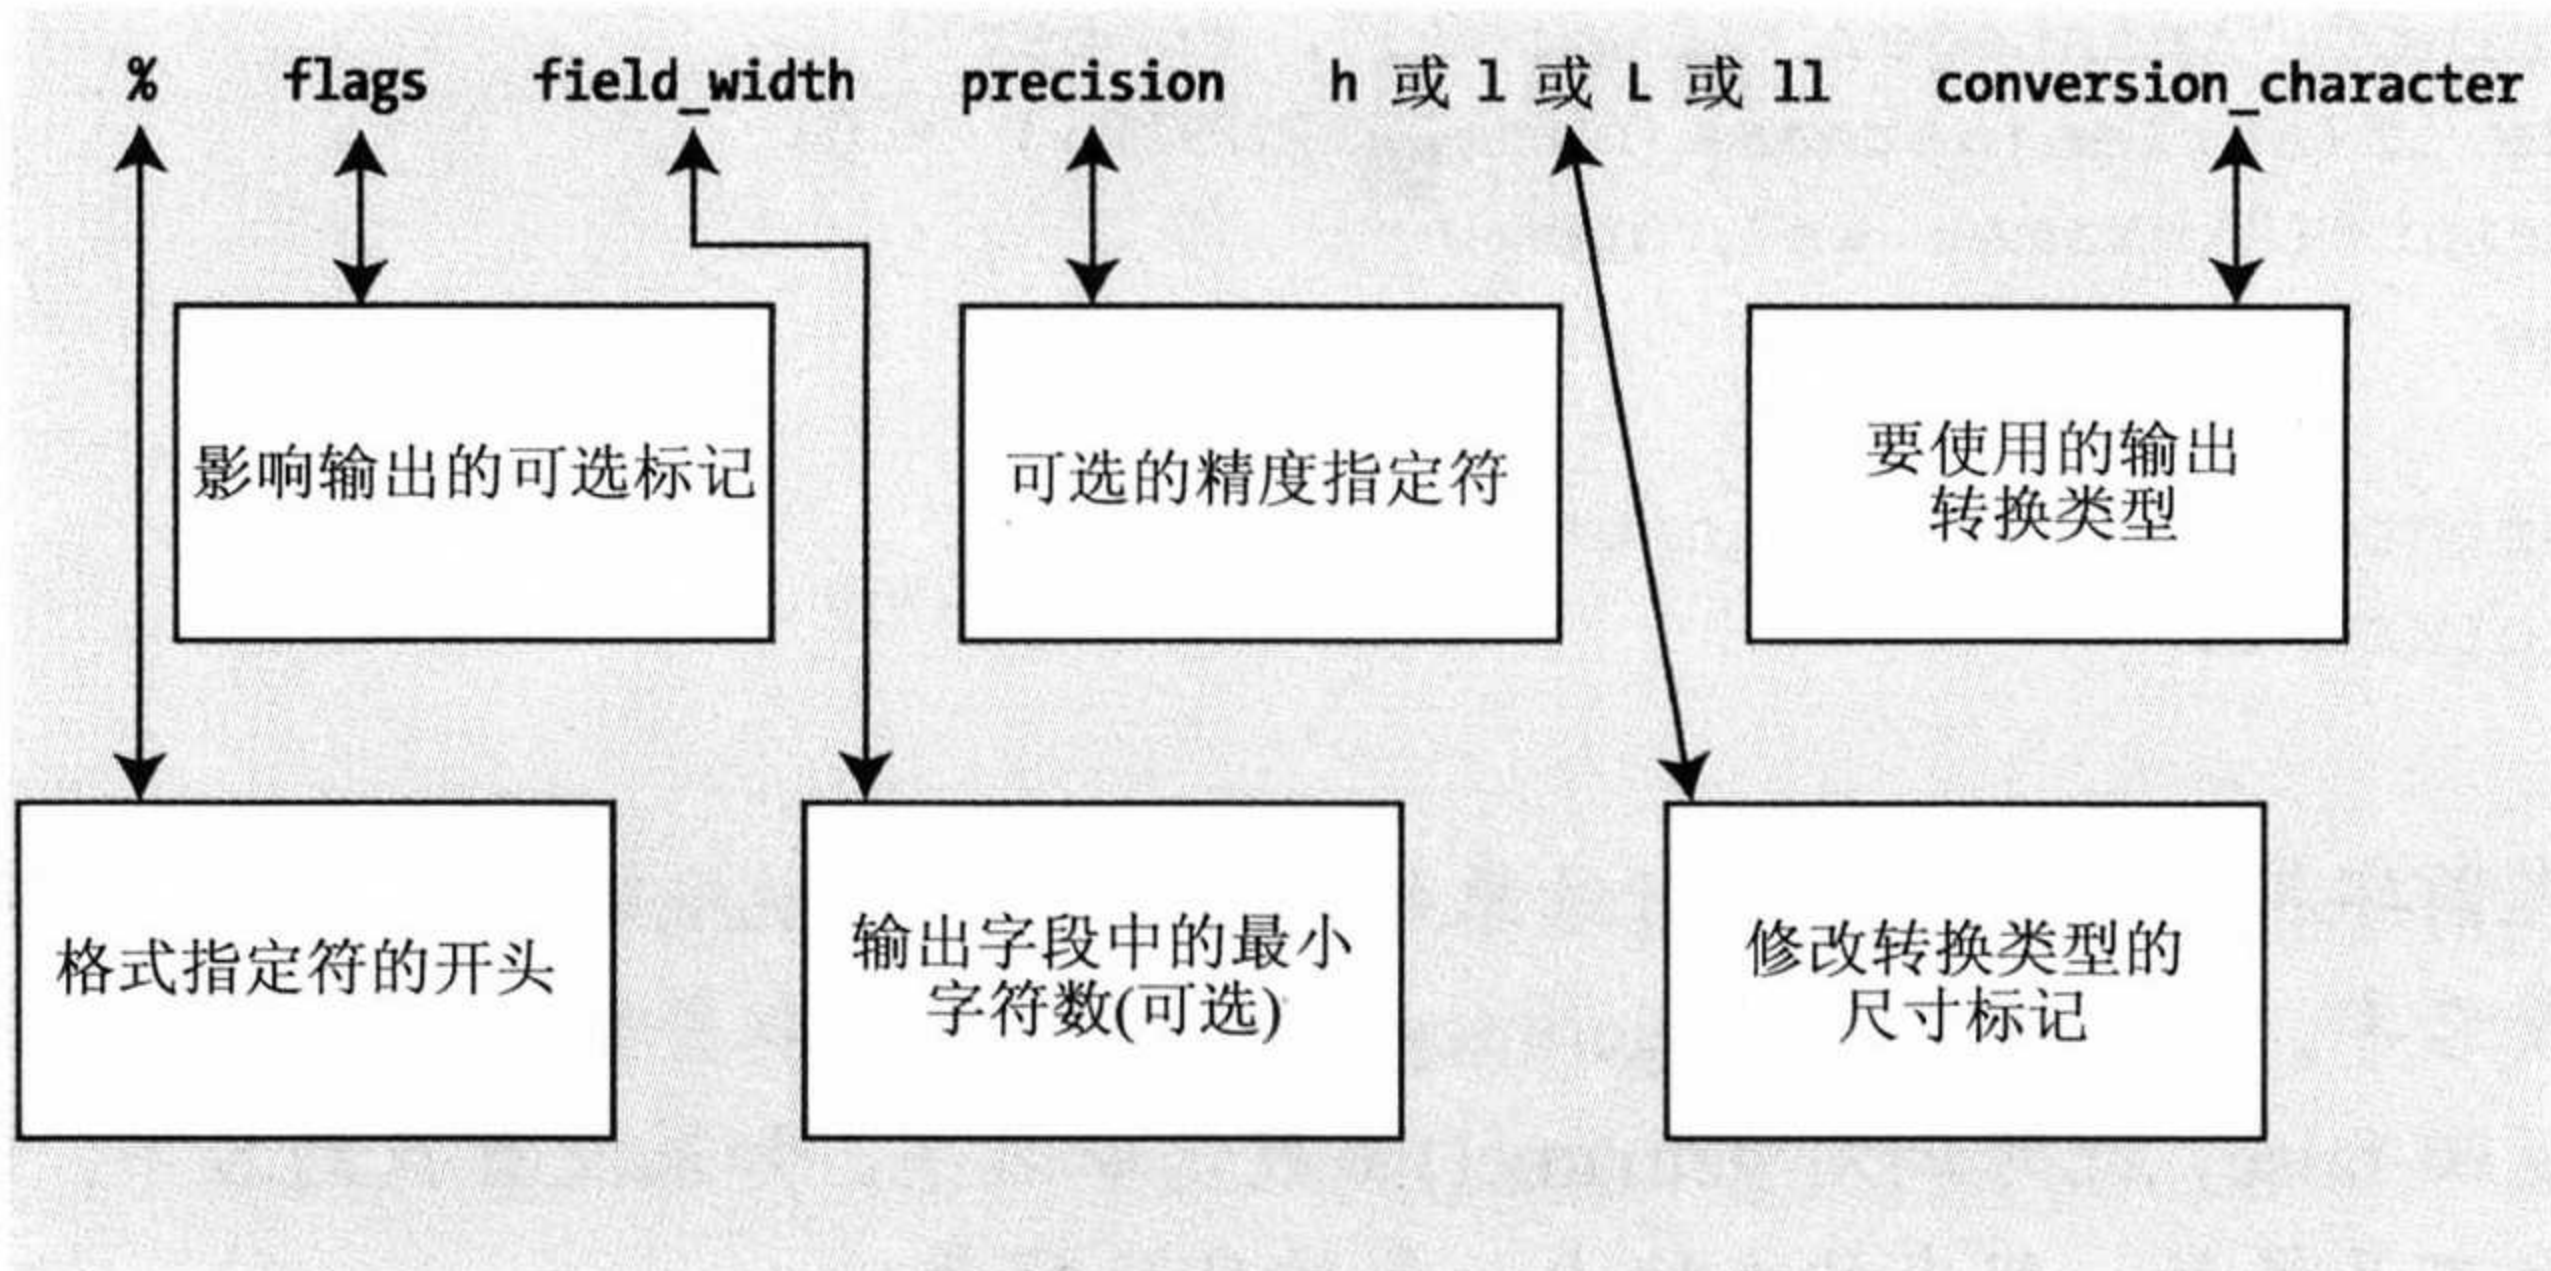 % flags field_width precision h 或 l 或 L 或 ll conversion_character
影响输出的可选标记
可选的精度指定符
要使用的输出
转换类型
格式指定符的开头
输出字段中的最小
字符数(可选)
修改转换类型的
尺寸标记